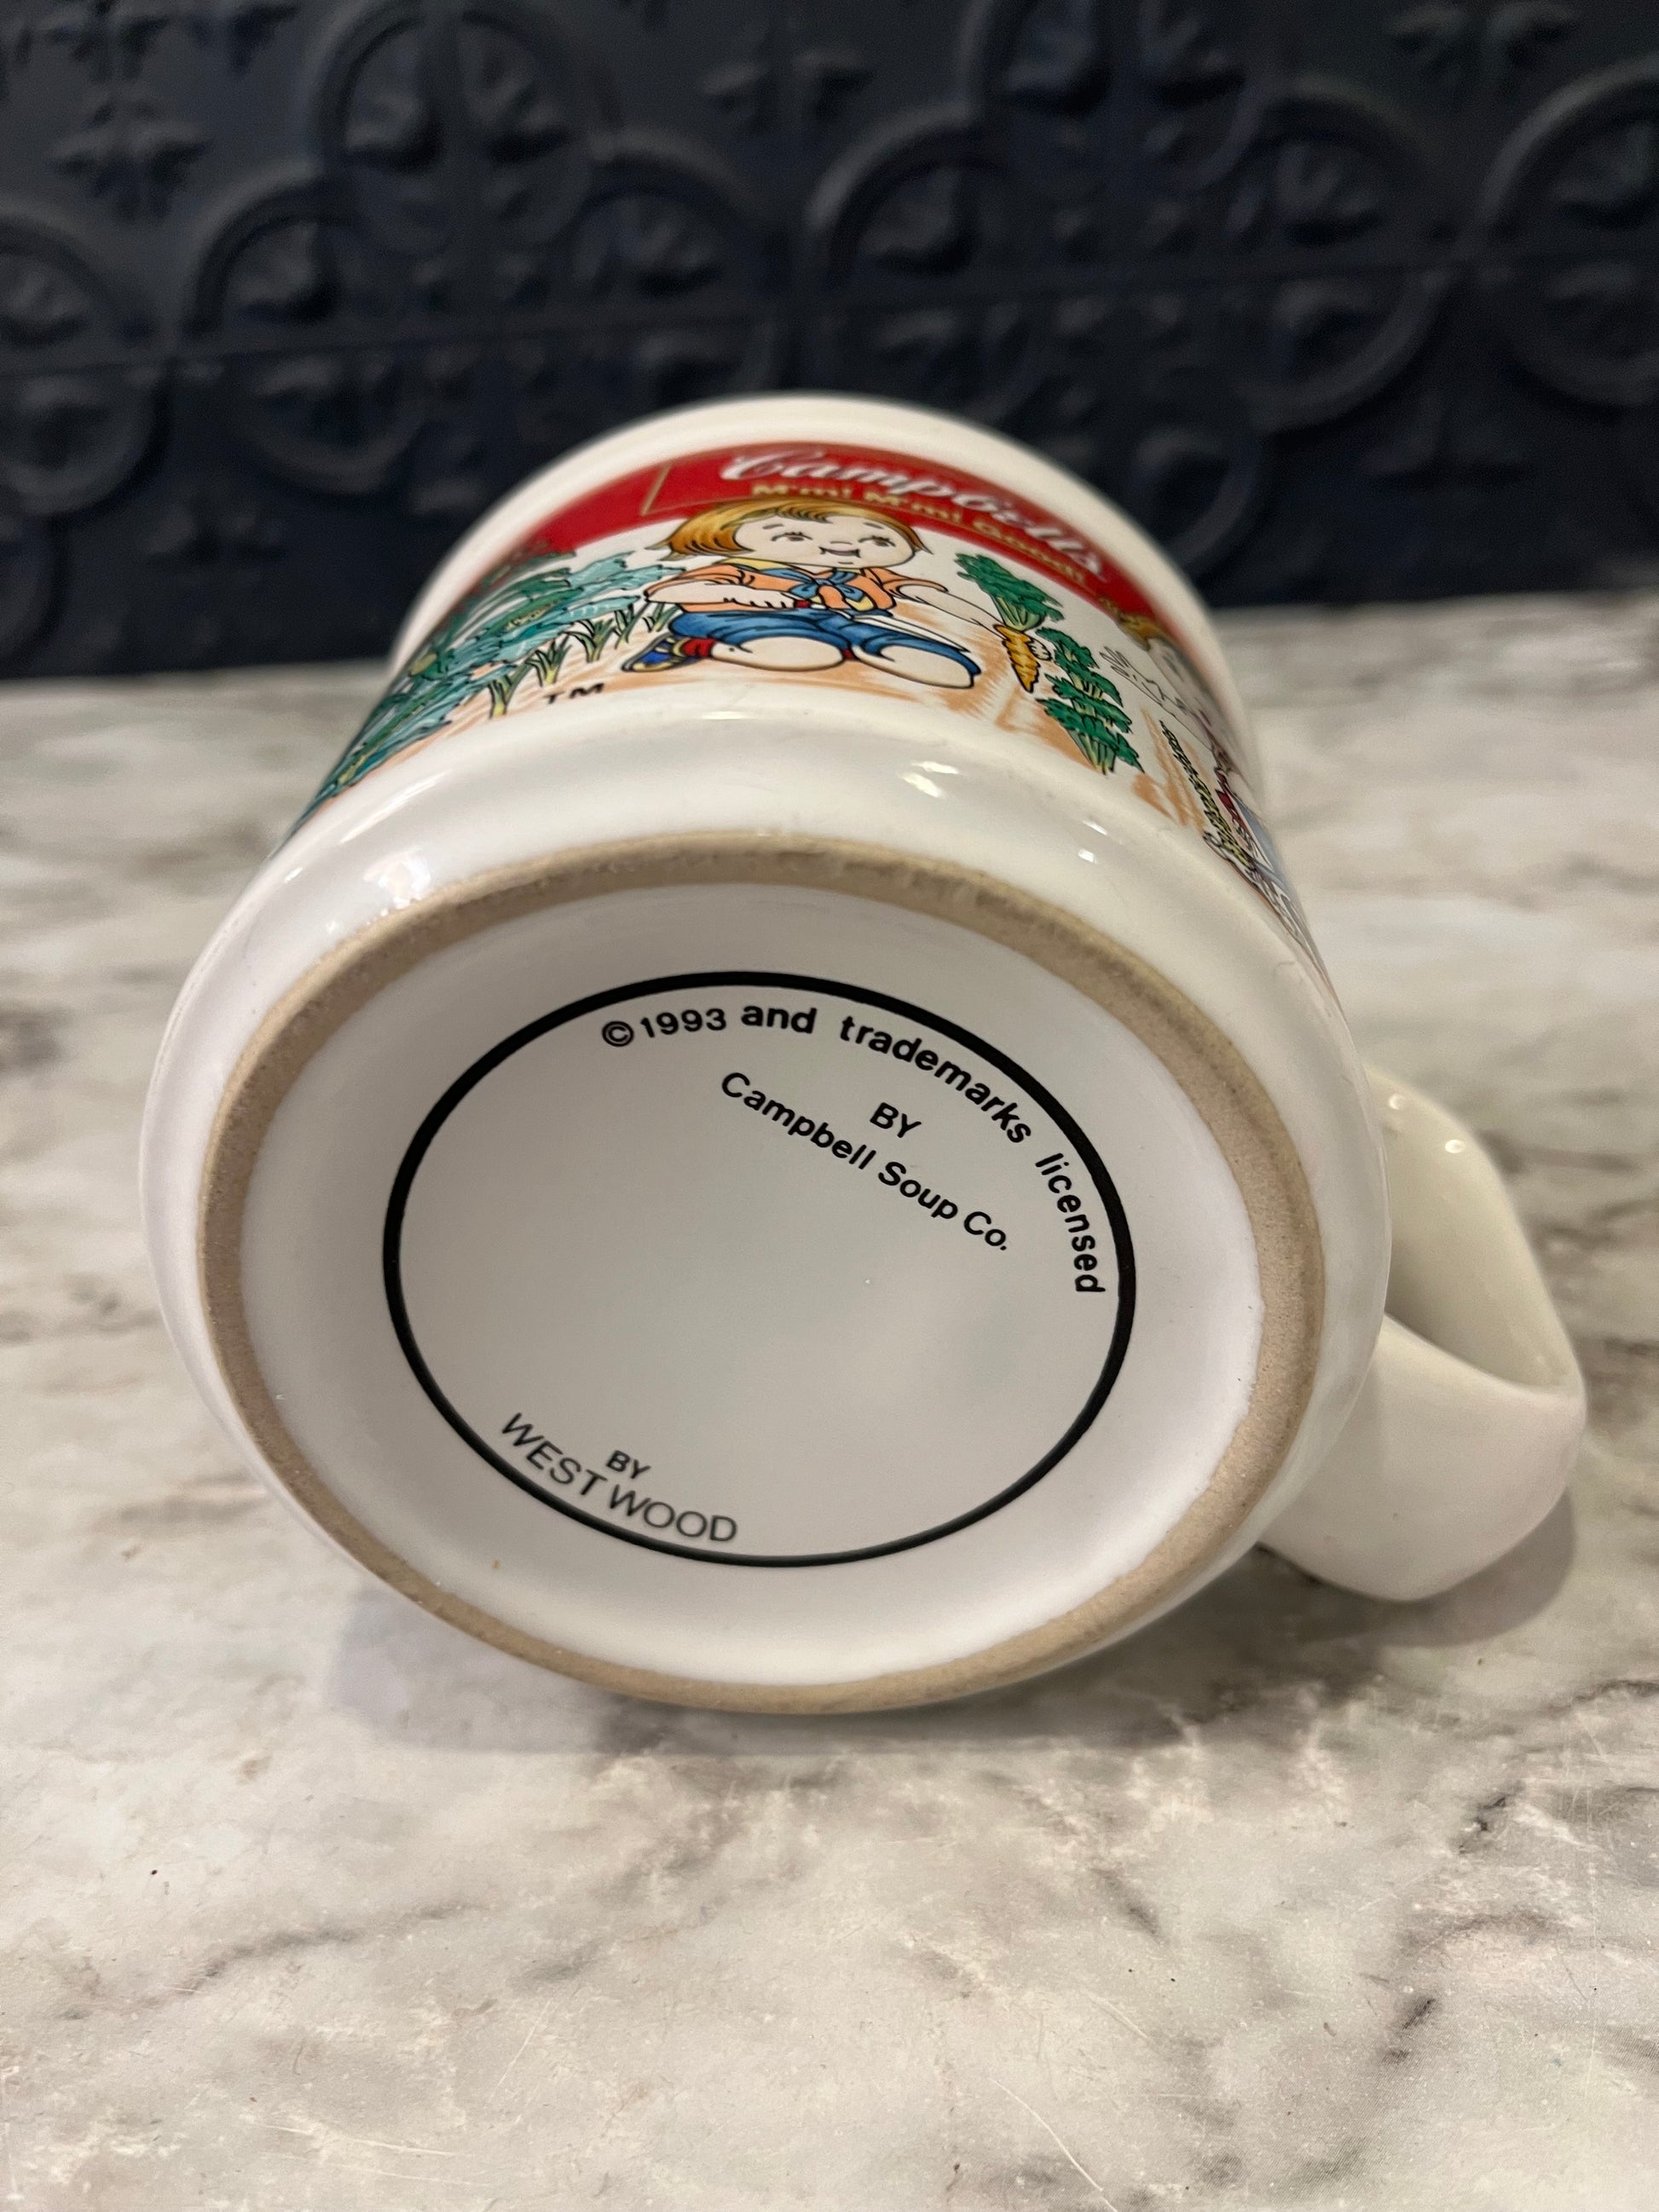 Campbell's
M'm! M'm! Good!
TM
©1993 and trademarks licensed
BY
Campbell Soup Co.
BY
WESTWOOD